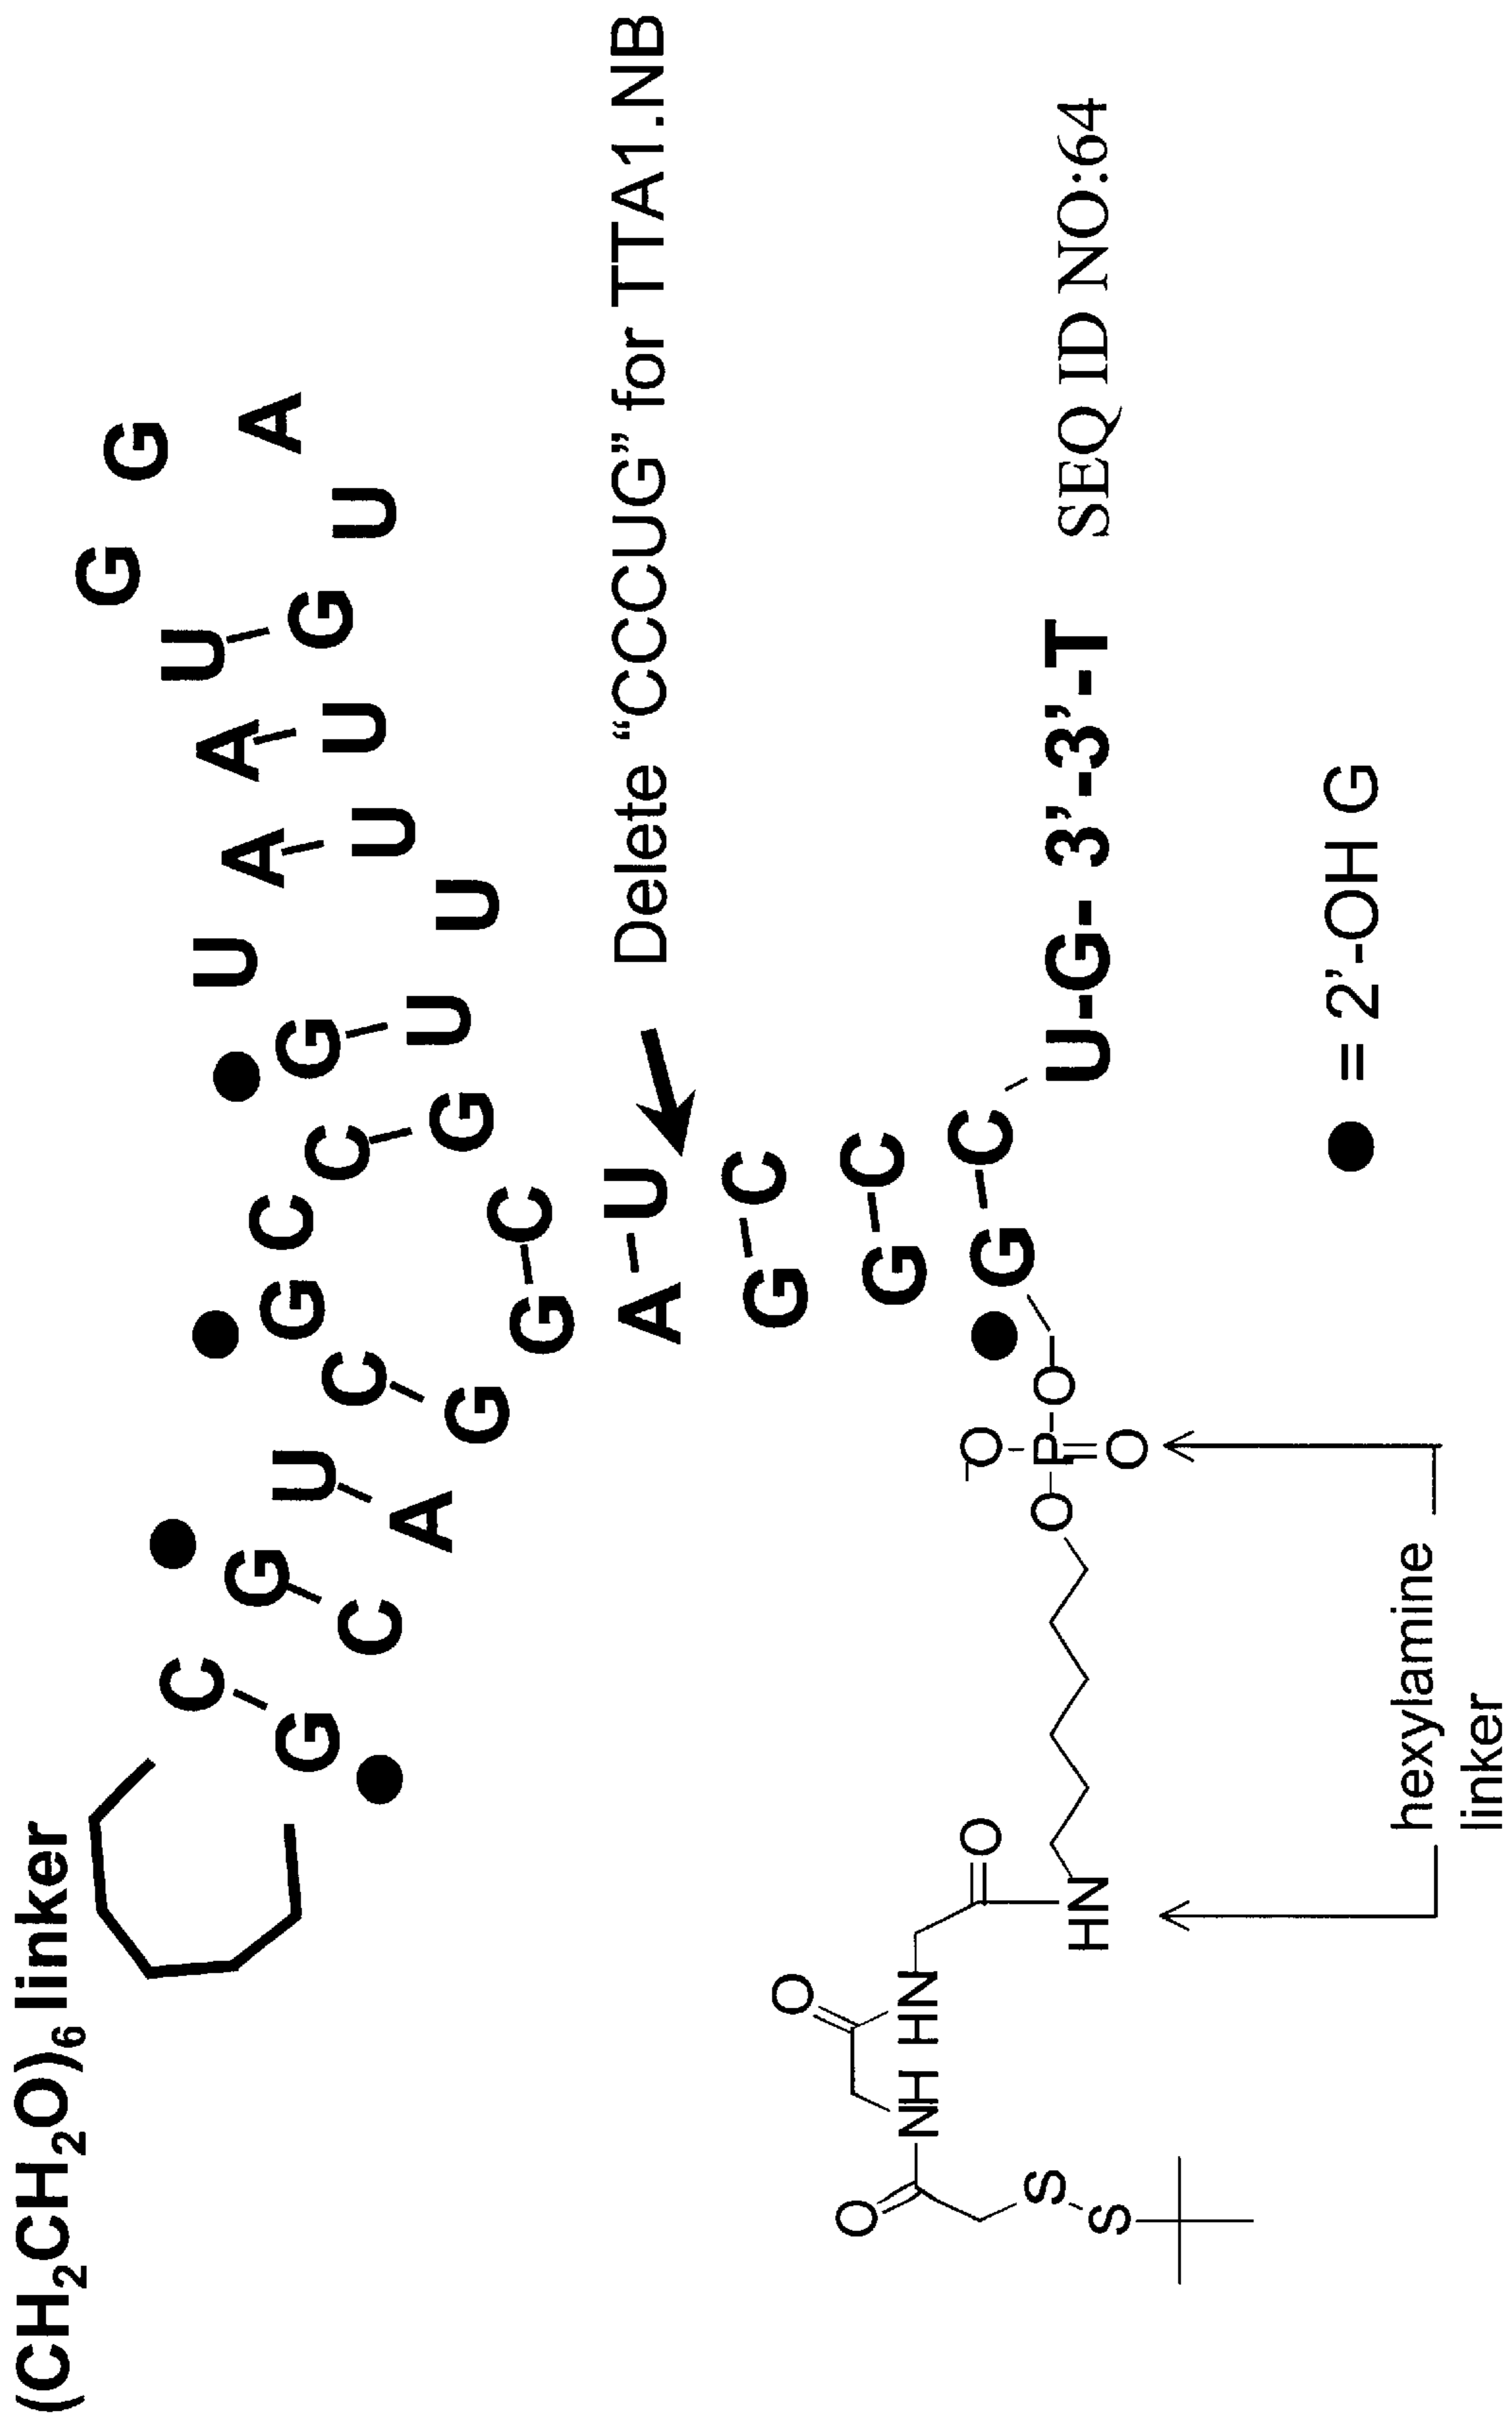 (CH₂CH₂O)₆ linker
C G U C G C C G U A A U G G A
G C A G G C G U U U U G U
A U
Delete “CCCUG” for TTA1.NB
G C
G C
G C
U-G- 3'-3'-T
SEQ ID NO:64
O O O
NH HN
HN
S
S
O
O P O
O
hexylamine
linker
= 2'-OH G